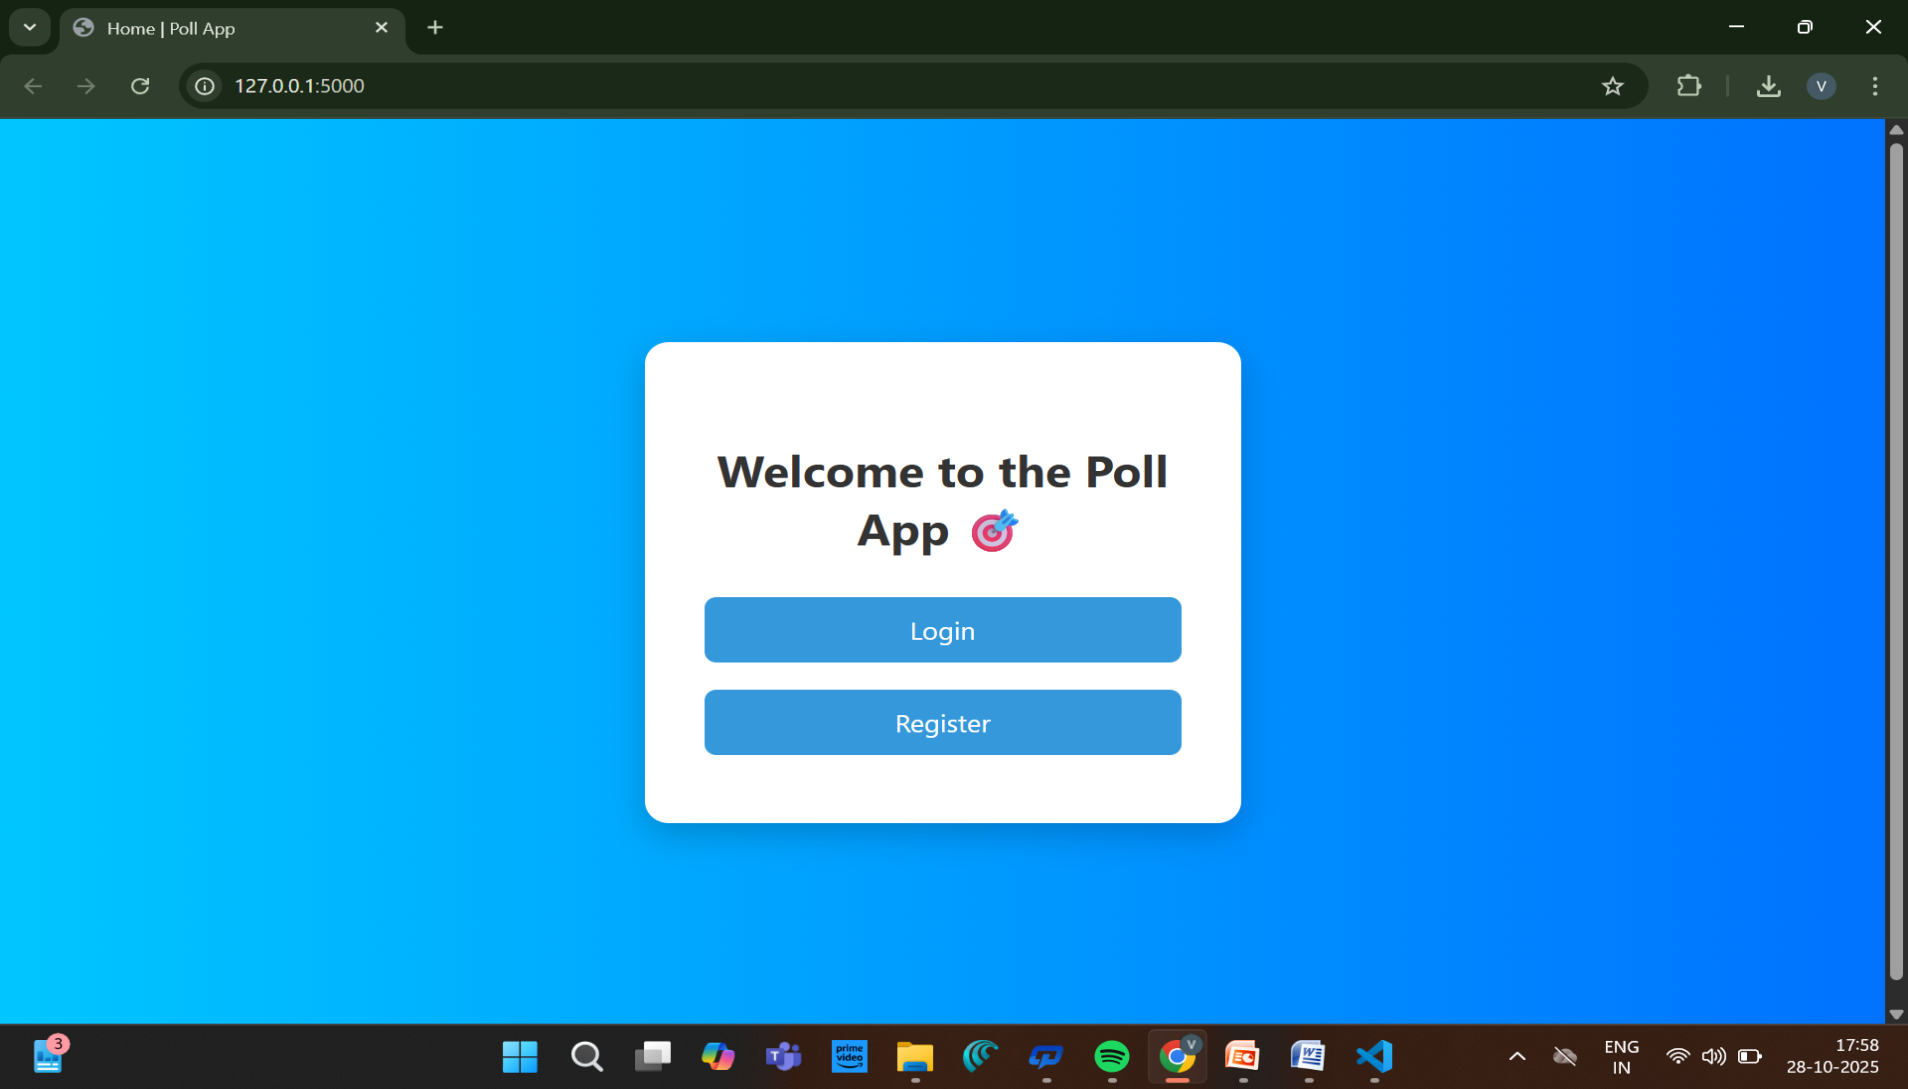 Home | Poll App
127.0.0.1:5000
V
Welcome to the Poll
App 🎯
Login
Register
3
prime
video
V
ENG
IN
17:58
28-10-2025